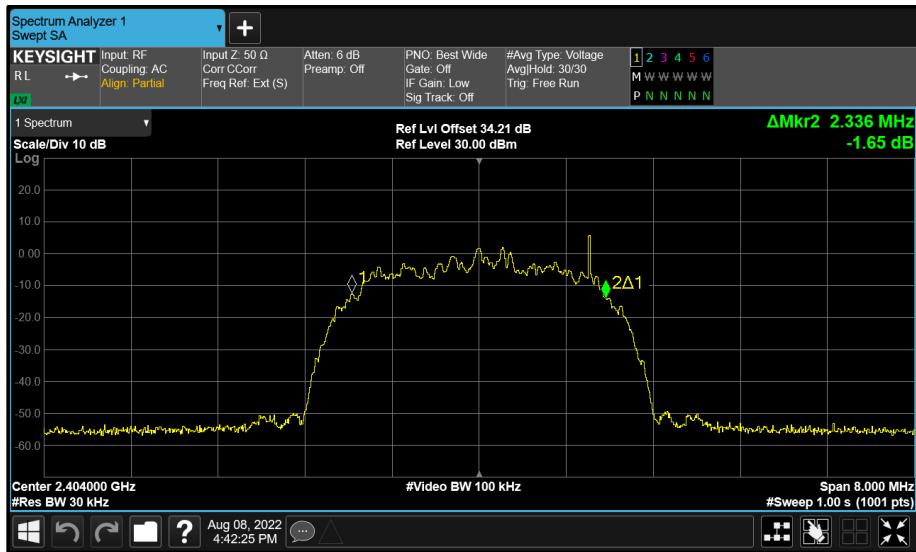 Spectrum Analyzer 1
Swept SA
+
KEYSIGHT
R L
LXI
Input: RF
Coupling: AC
Align: Partial
Input Z: 50 Ω
Corr CCorr
Freq Ref: Ext (S)
Atten: 6 dB
Preamp: Off
PNO: Best Wide
Gate: Off
IF Gain: Low
Sig Track: Off
#Avg Type: Voltage
Avg|Hold: 30/30
Trig: Free Run
1 2 3 4 5 6
M W W W W W
P N N N N N
1 Spectrum
Scale/Div 10 dB
Ref Lvl Offset 34.21 dB
Ref Level 30.00 dBm
ΔMkr2 2.336 MHz
-1.65 dB
Log
20.0
10.0
0.00
-10.0
-20.0
-30.0
-40.0
-50.0
-60.0
1
2Δ1
Center 2.404000 GHz
#Video BW 100 kHz
Span 8.000 MHz
#Res BW 30 kHz
#Sweep 1.00 s (1001 pts)
?
Aug 08, 2022
4:42:25 PM